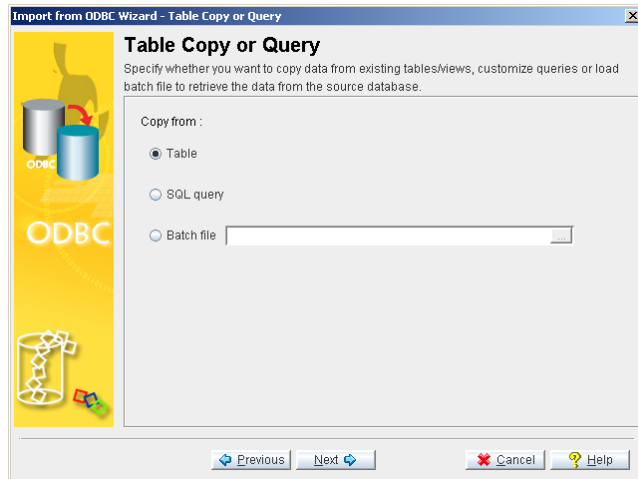 Import from ODBC Wizard - Table Copy or Query
Table Copy or Query
Specify whether you want to copy data from existing tables/views, customize queries or load
batch file to retrieve the data from the source database.
Copy from :
Table
SQL query
Batch file
...
ODBC
ODBC
Previous
Next
Cancel
Help